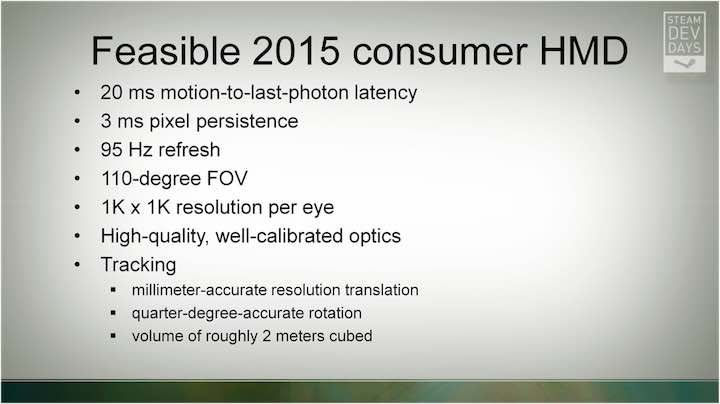 STEAM
DEV
DAYS
Feasible 2015 consumer HMD
• 20 ms motion-to-last-photon latency
• 3 ms pixel persistence
• 95 Hz refresh
• 110-degree FOV
• 1K x 1K resolution per eye
• High-quality, well-calibrated optics
• Tracking
▪ millimeter-accurate resolution translation
▪ quarter-degree-accurate rotation
▪ volume of roughly 2 meters cubed